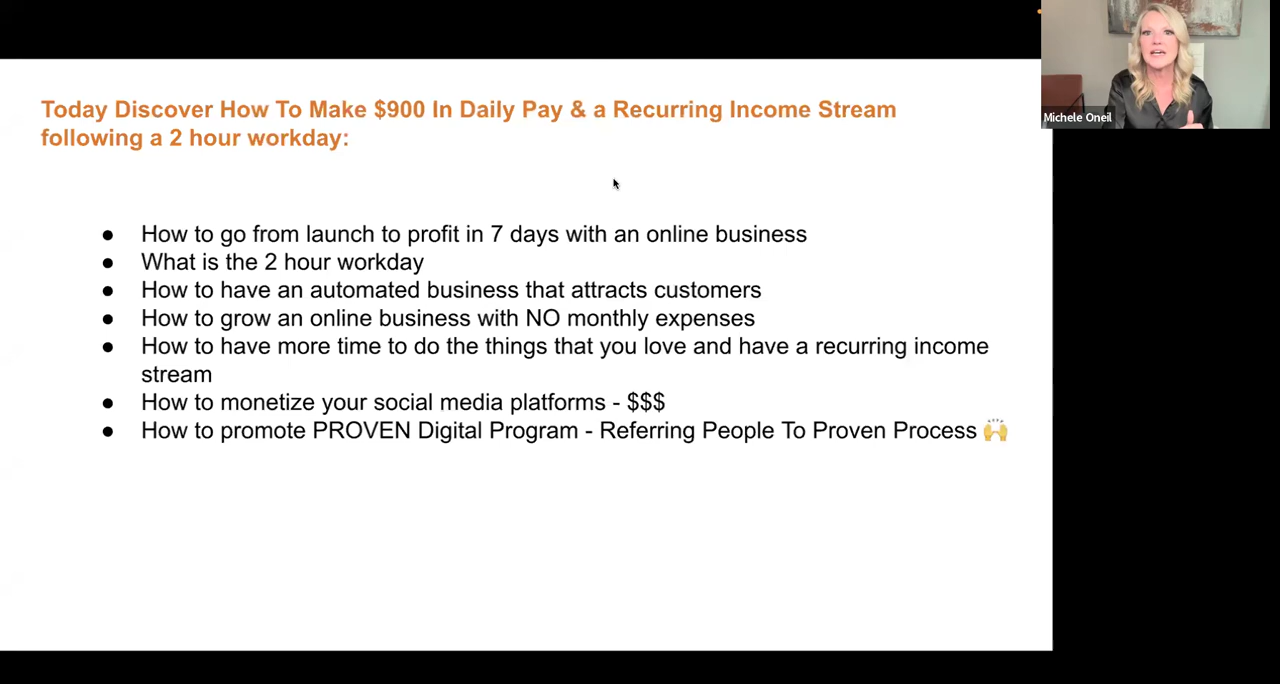 Today Discover How To Make $900 In Daily Pay & a Recurring Income Stream
following a 2 hour workday:
● How to go from launch to profit in 7 days with an online business
● What is the 2 hour workday
● How to have an automated business that attracts customers
● How to grow an online business with NO monthly expenses
● How to have more time to do the things that you love and have a recurring income
stream
● How to monetize your social media platforms - $$$
● How to promote PROVEN Digital Program - Referring People To Proven Process 🙌
Michele Oneil